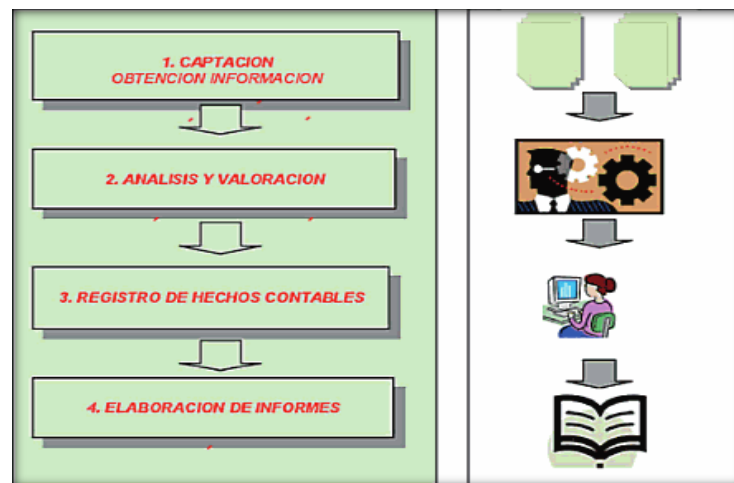 1. CAPTACION
OBTENCION INFORMACION
2. ANALISIS Y VALORACION
3. REGISTRO DE HECHOS CONTABLES
4. ELABORACION DE INFORMES